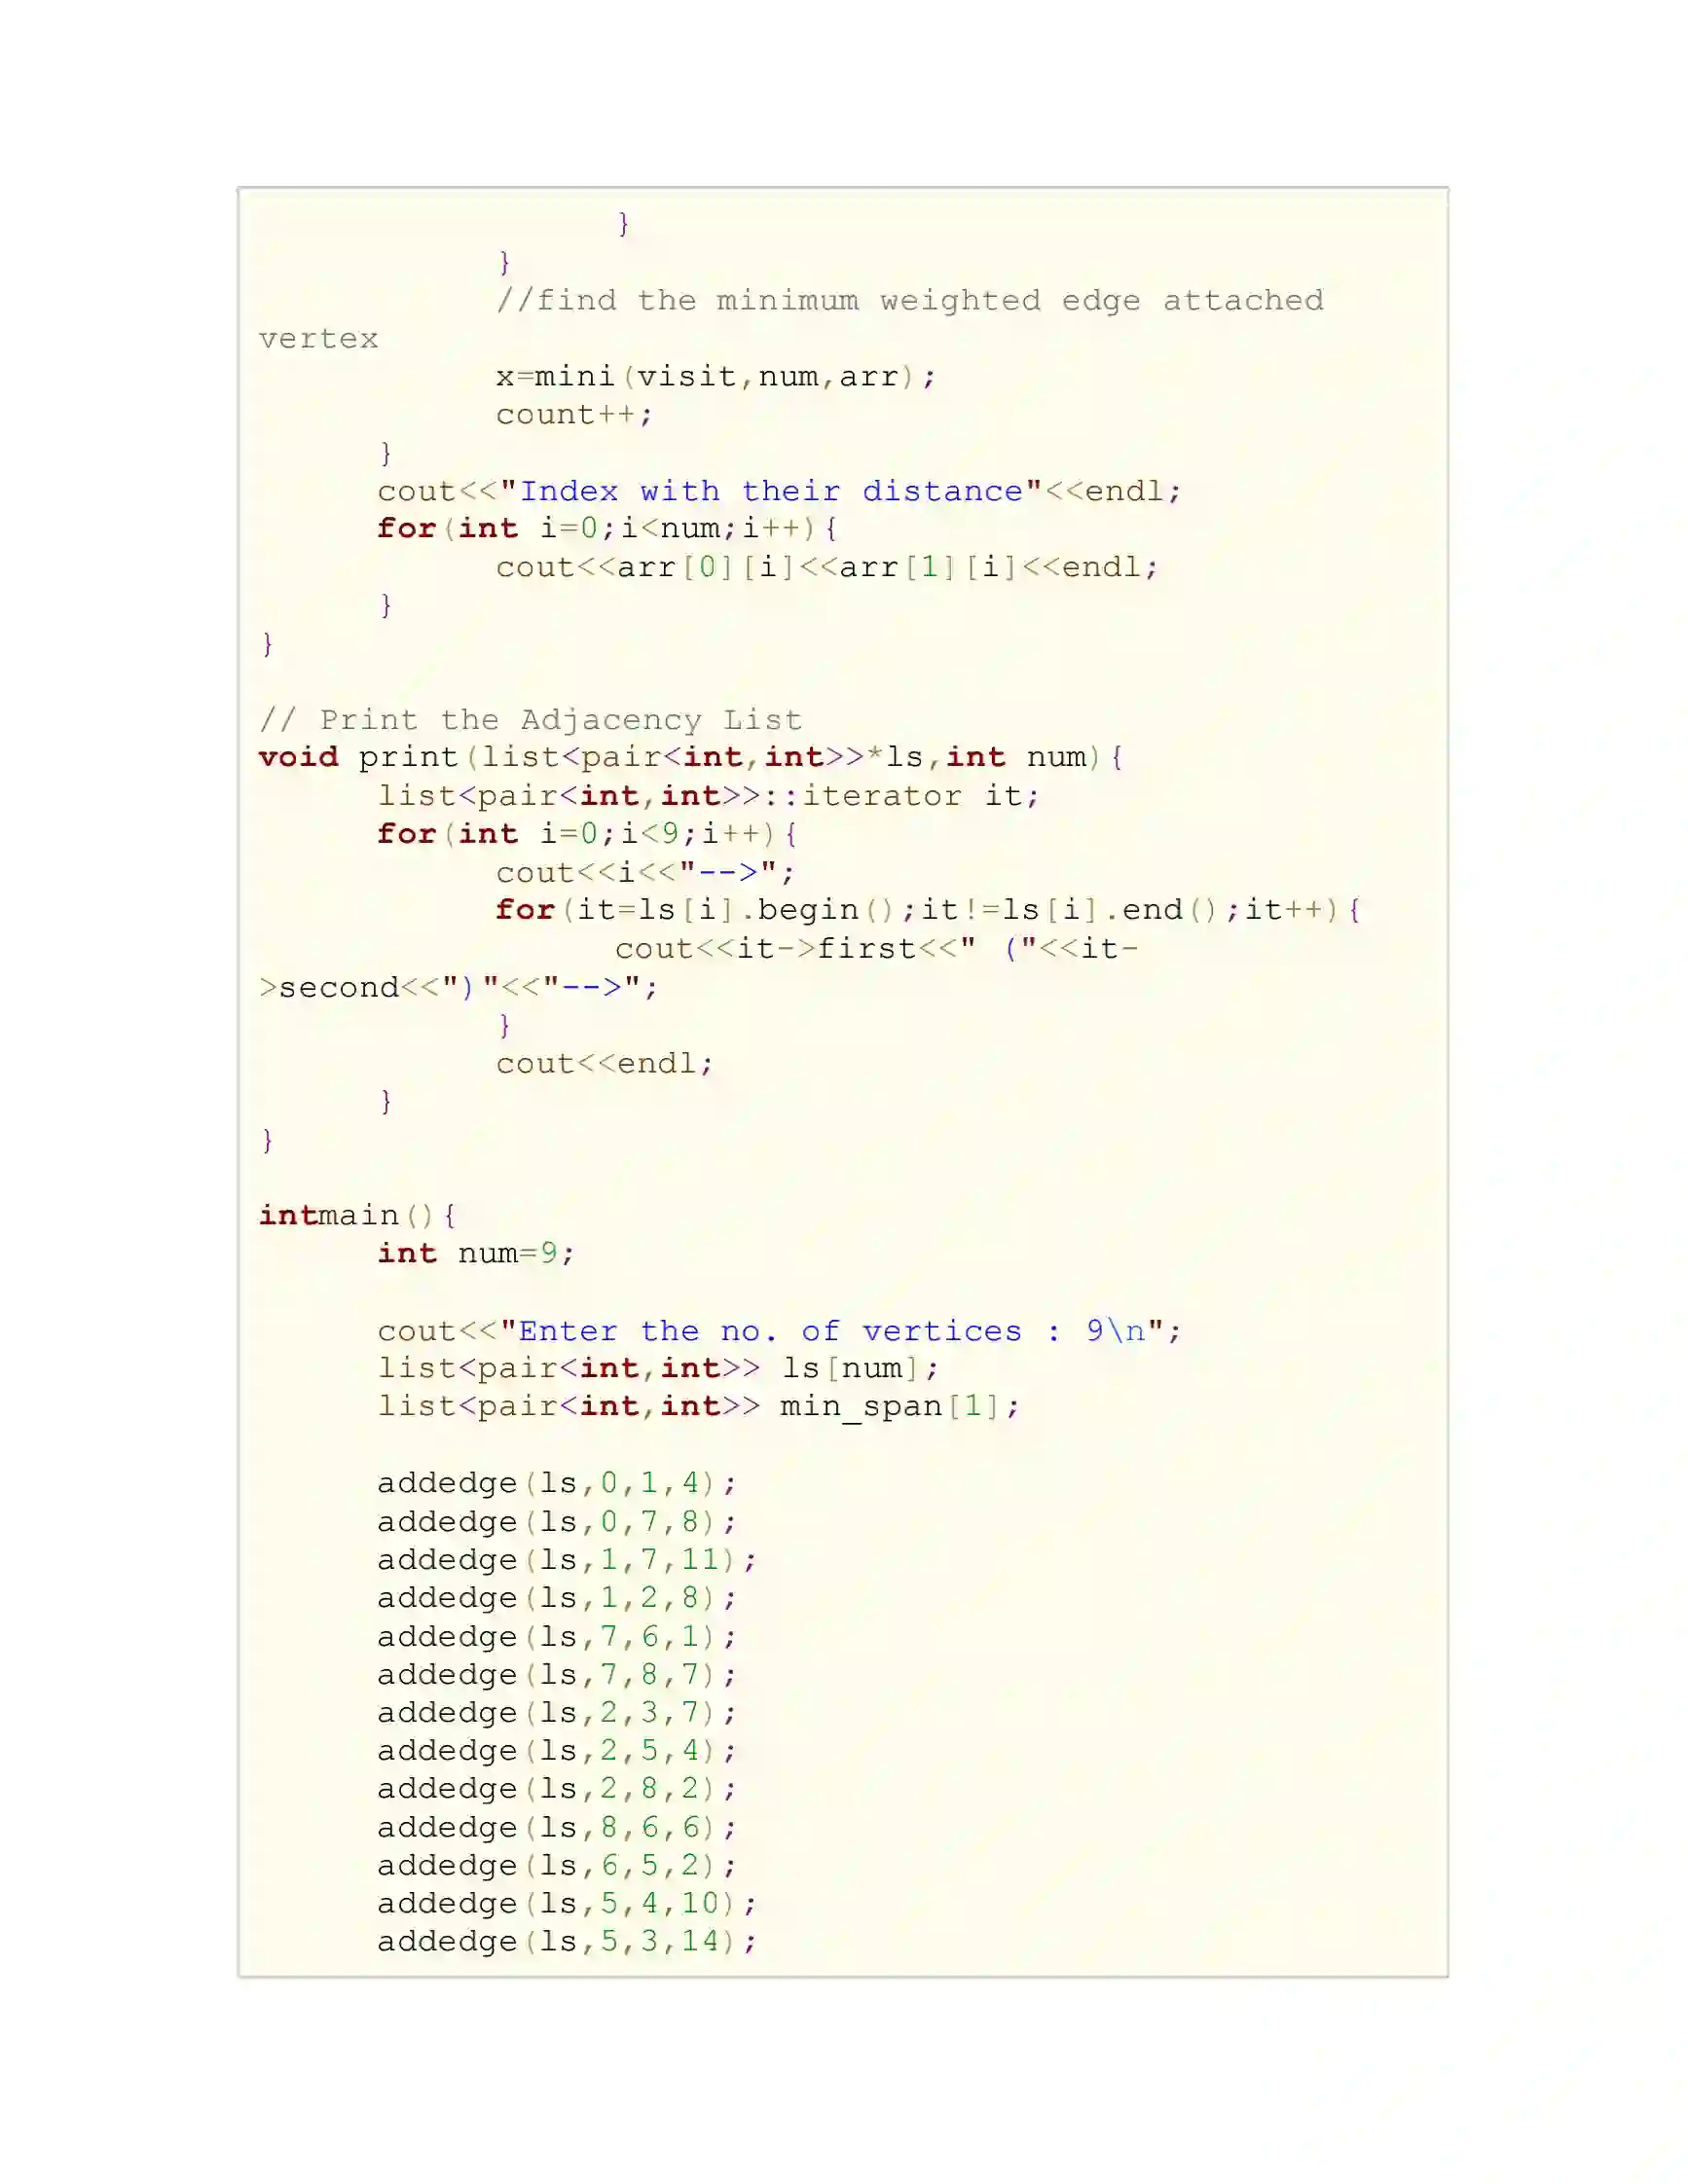 }
}
//find the minimum weighted edge attached
vertex
x=mini(visit,num,arr);
count++;
}
cout<<"Index with their distance"<<endl;
for(int i=0;i<num;i++){
cout<<arr[0][i]<<arr[1][i]<<endl;
}
}
// Print the Adjacency List
void print(list<pair<int,int>>*ls,int num){
list<pair<int,int>>::iterator it;
for(int i=0;i<9;i++){
cout<<i<<"-->";
for(it=ls[i].begin();it!=ls[i].end();it++){
cout<<it->first<<" ("<<it-
>second<<")"<<"-->";
}
cout<<endl;
}
}
intmain(){
int num=9;
cout<<"Enter the no. of vertices : 9\n";
list<pair<int,int>> ls[num];
list<pair<int,int>> min_span[1];
addedge(ls,0,1,4);
addedge(ls,0,7,8);
addedge(ls,1,7,11);
addedge(ls,1,2,8);
addedge(ls,7,6,1);
addedge(ls,7,8,7);
addedge(ls,2,3,7);
addedge(ls,2,5,4);
addedge(ls,2,8,2);
addedge(ls,8,6,6);
addedge(ls,6,5,2);
addedge(ls,5,4,10);
addedge(ls,5,3,14);